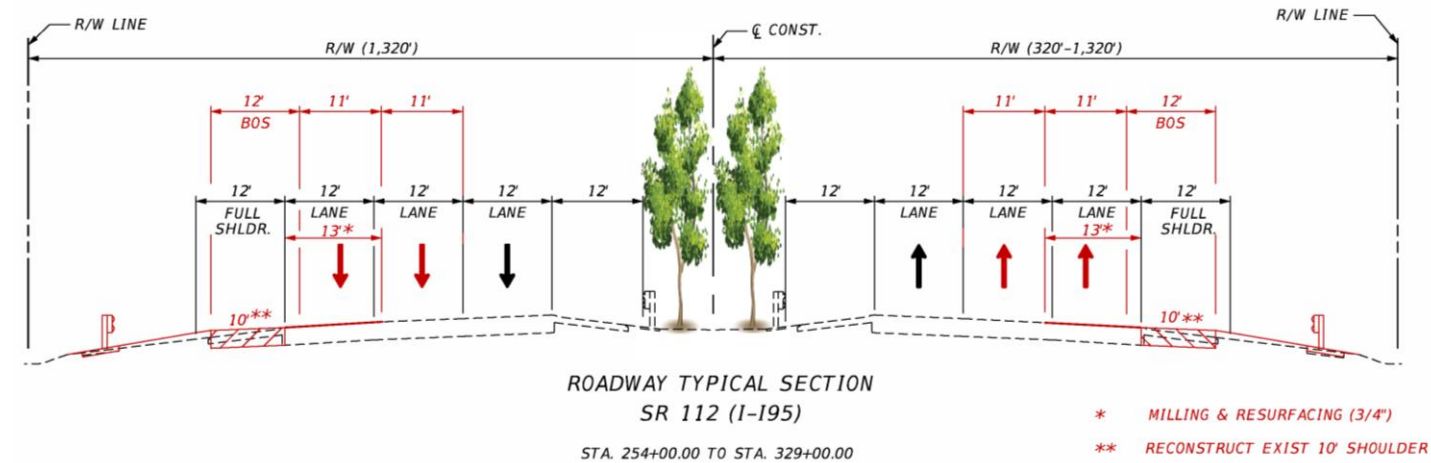 R/W LINE
R/W LINE
℄ CONST.
R/W (1,320')
R/W (320'-1,320')
12' 11' 11' 11' 11' 12'
BOS BOS
12' 12' 12' 12' 12' 12' 12' 12' 12' 12'
FULL SHLDR. LANE LANE LANE LANE LANE LANE FULL SHLDR.
13'* 13'*
10'** 10'**
ROADWAY TYPICAL SECTION
SR 112 (I-I95)
* MILLING & RESURFACING (3/4")
** RECONSTRUCT EXIST 10' SHOULDER
STA. 254+00.00 TO STA. 329+00.00